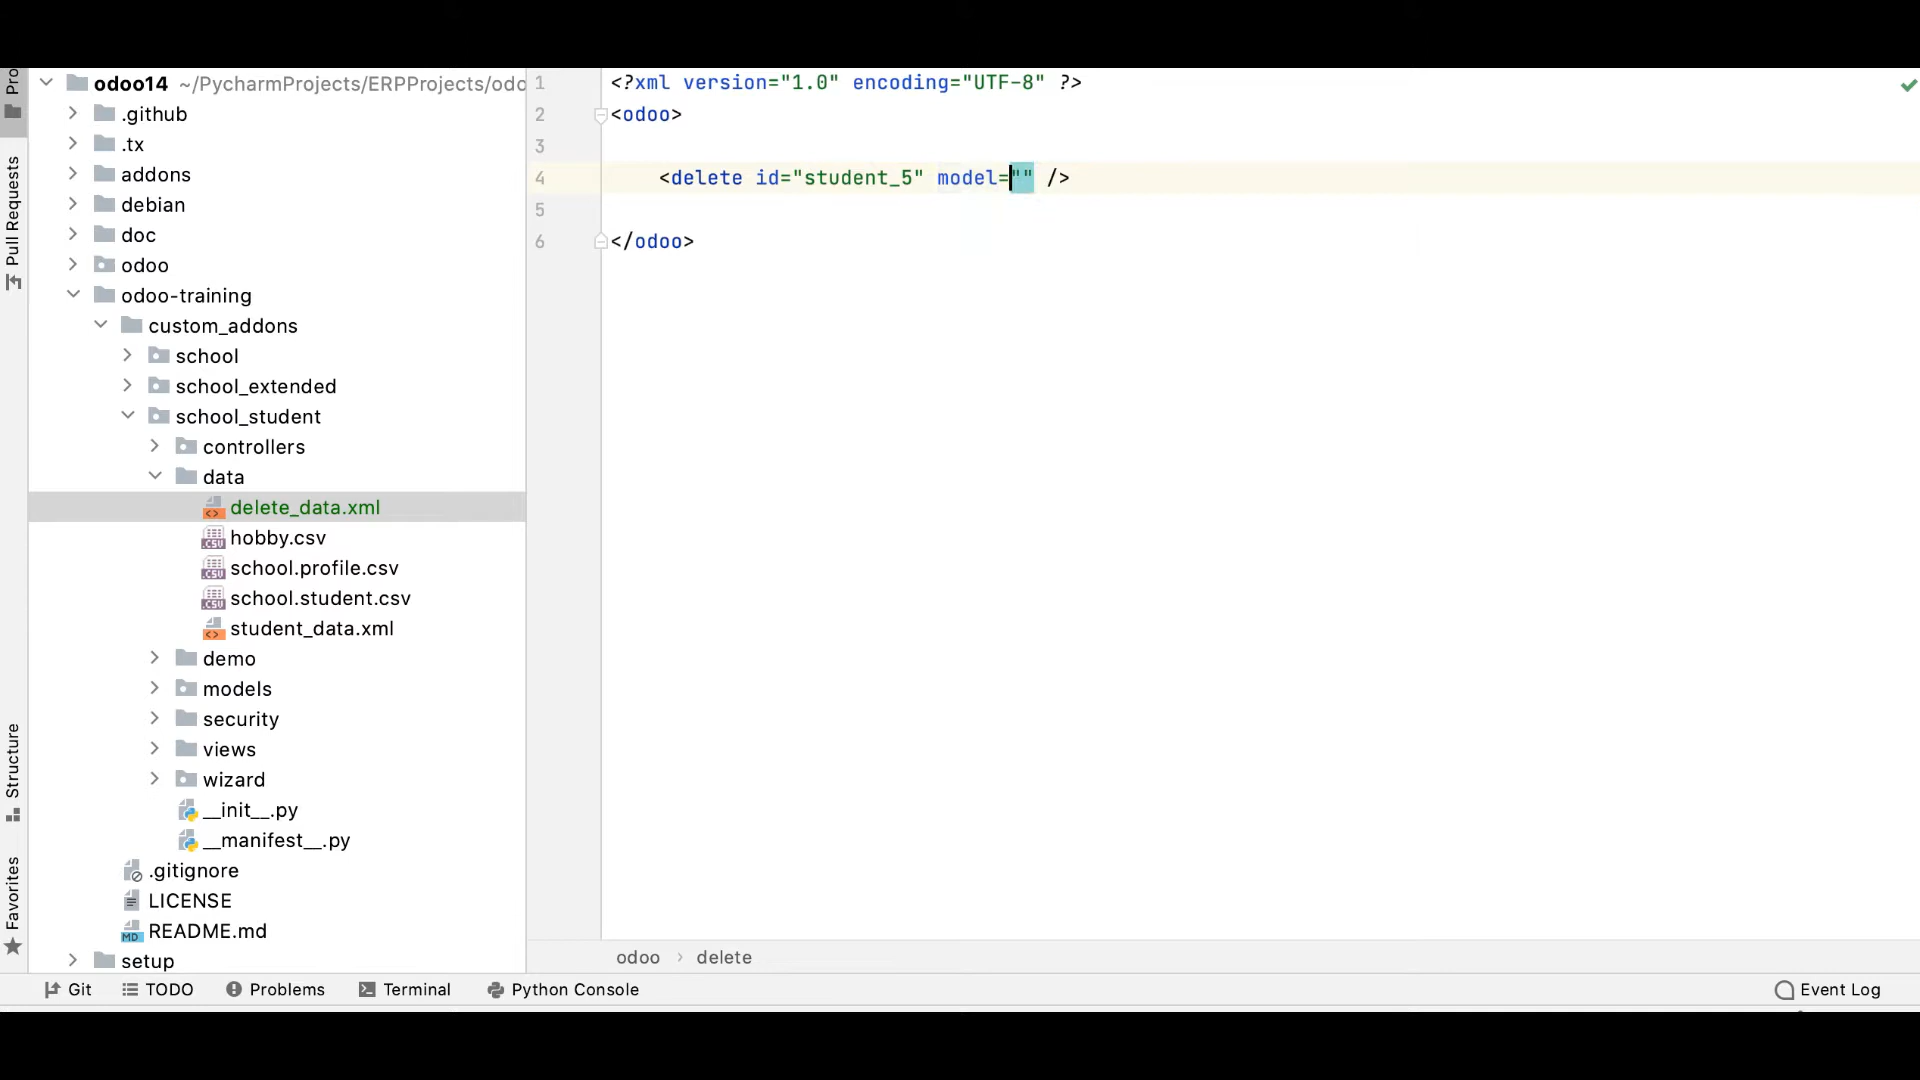 Pro
Pull Requests
Structure
Favorites
odoo14 ~/PycharmProjects/ERPProjects/odo
.github
.tx
addons
debian
doc
odoo
odoo-training
custom_addons
school
school_extended
school_student
controllers
data
delete_data.xml
hobby.csv
school.profile.csv
school.student.csv
student_data.xml
demo
models
security
views
wizard
__init__.py
__manifest__.py
.gitignore
LICENSE
README.md
setup
1 <?xml version="1.0" encoding="UTF-8" ?>
2 <odoo>
3
4 <delete id="student_5" model="" />
5
6 </odoo>
odoo › delete
Git TODO Problems Terminal Python Console Event Log